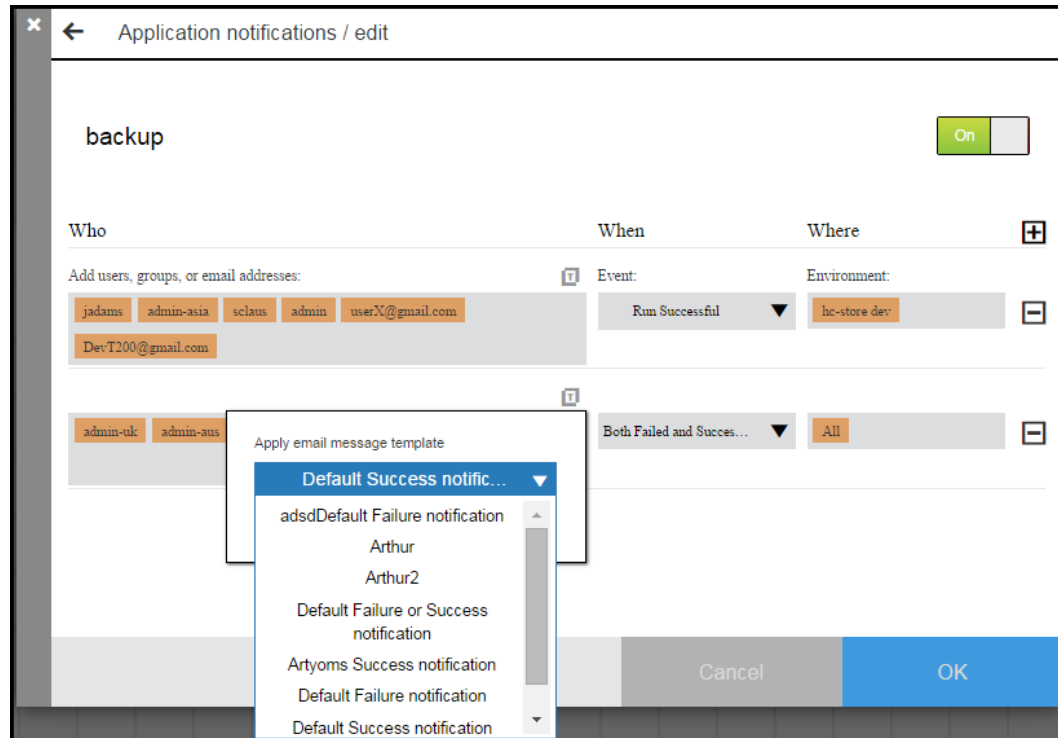 Application notifications / edit
backup
On
Who
When
Where
Add users, groups, or email addresses:
T
Event:
Environment:
jadams
admin-asia
sclaus
admin
userX@gmail.com
Run Successful
hc-store dev
DevT200@gmail.com
T
admin-uk
admin-aus
Both Failed and Succes...
All
Apply email message template
Default Success notific...
adsdDefault Failure notification
Arthur
Arthur2
Default Failure or Success
notification
Artyoms Success notification
Default Failure notification
Default Success notification
Cancel
OK